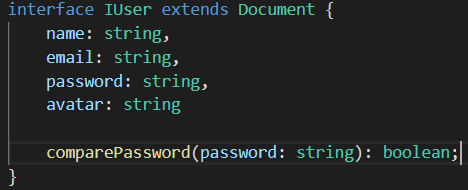 interface IUser extends Document {
    name: string,
    email: string,
    password: string,
    avatar: string
    comparePassword(password: string): boolean;
}